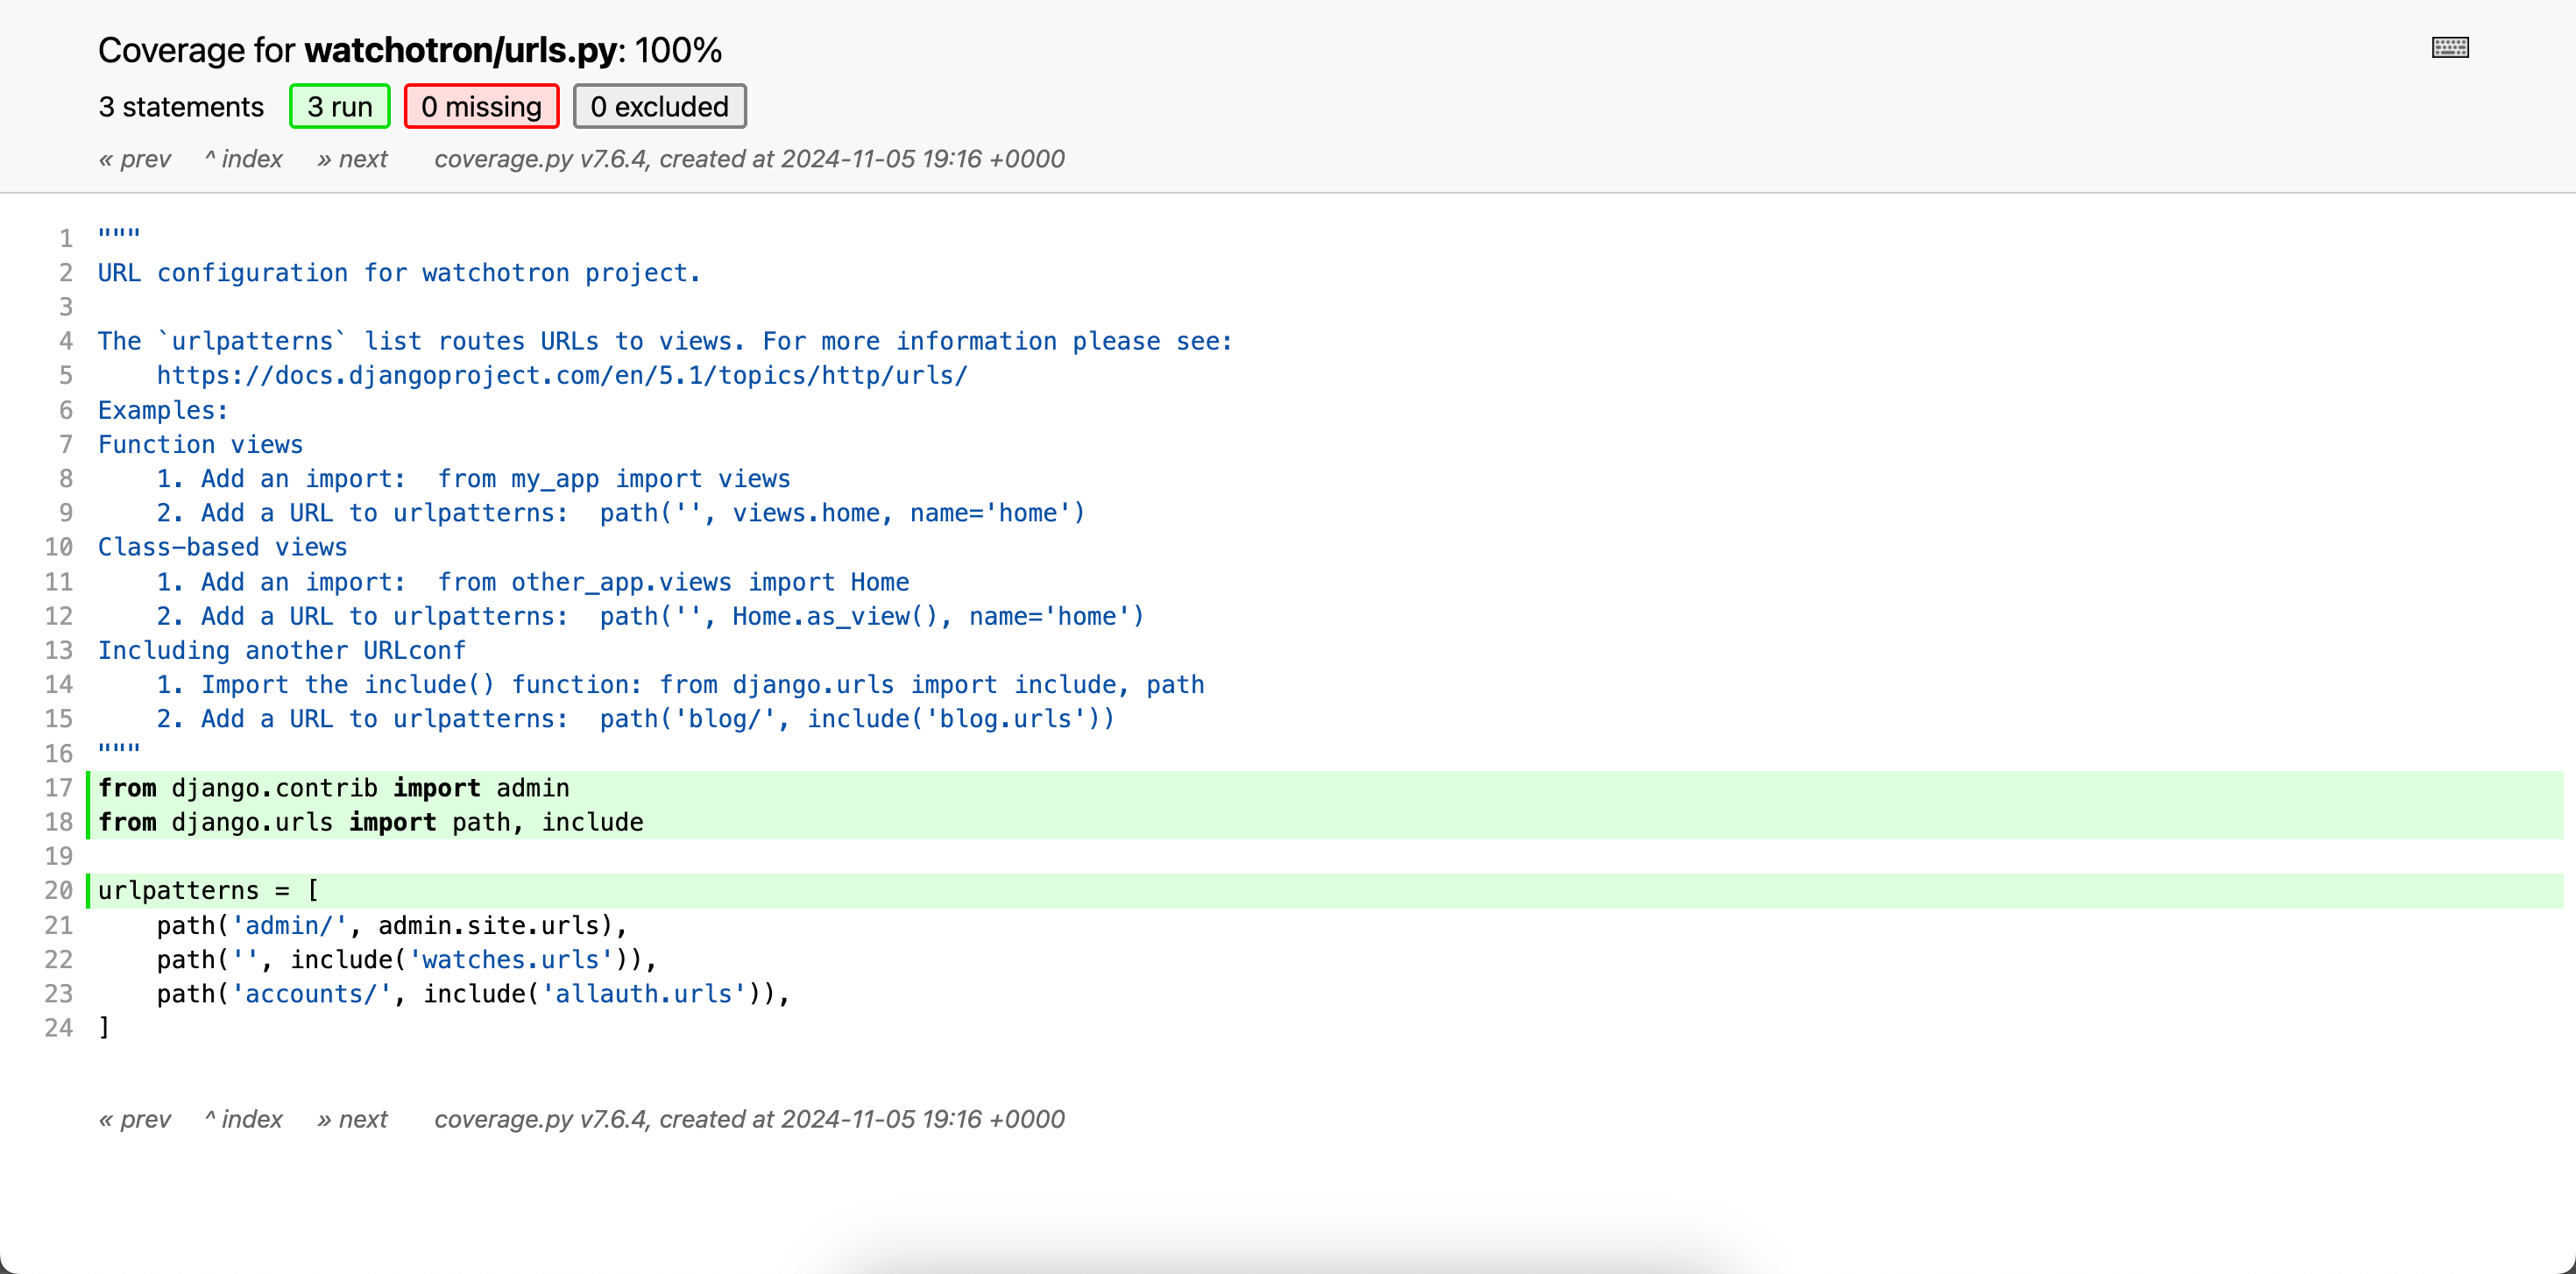 Coverage for watchotron/urls.py: 100%
3 statements 3 run 0 missing 0 excluded
« prev ^ index » next coverage.py v7.6.4, created at 2024-11-05 19:16 +0000
1 """
2 URL configuration for watchotron project.
3
4 The `urlpatterns` list routes URLs to views. For more information please see:
5     https://docs.djangoproject.com/en/5.1/topics/http/urls/
6 Examples:
7 Function views
8     1. Add an import:  from my_app import views
9     2. Add a URL to urlpatterns:  path('', views.home, name='home')
10 Class-based views
11     1. Add an import:  from other_app.views import Home
12     2. Add a URL to urlpatterns:  path('', Home.as_view(), name='home')
13 Including another URLconf
14     1. Import the include() function: from django.urls import include, path
15     2. Add a URL to urlpatterns:  path('blog/', include('blog.urls'))
16 """
17 from django.contrib import admin
18 from django.urls import path, include
19
20 urlpatterns = [
21     path('admin/', admin.site.urls),
22     path('', include('watches.urls')),
23     path('accounts/', include('allauth.urls')),
24 ]
« prev ^ index » next coverage.py v7.6.4, created at 2024-11-05 19:16 +0000